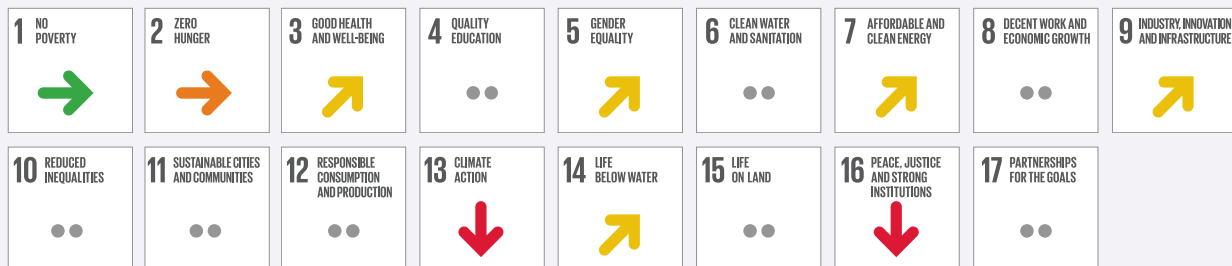 1 NO
POVERTY
2 ZERO
HUNGER
3 GOOD HEALTH
AND WELL-BEING
4 QUALITY
EDUCATION
5 GENDER
EQUALITY
6 CLEAN WATER
AND SANITATION
7 AFFORDABLE AND
CLEAN ENERGY
8 DECENT WORK AND
ECONOMIC GROWTH
9 INDUSTRY, INNOVATION
AND INFRASTRUCTURE
10 REDUCED
INEQUALITIES
11 SUSTAINABLE CITIES
AND COMMUNITIES
12 RESPONSIBLE
CONSUMPTION
AND PRODUCTION
13 CLIMATE
ACTION
14 LIFE
BELOW WATER
15 LIFE
ON LAND
16 PEACE, JUSTICE
AND STRONG
INSTITUTIONS
17 PARTNERSHIPS
FOR THE GOALS